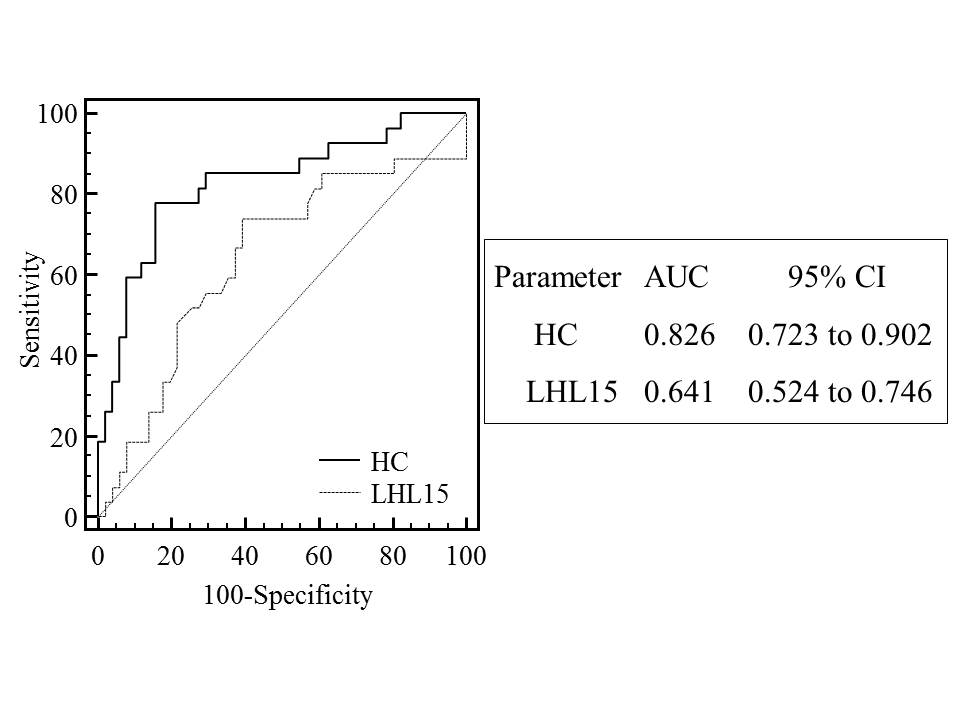 100
80
60
40
20
0
Sensitivity
HC
LHL15
0 20 40 60 80 100
100-Specificity
Parameter AUC 95% CI
HC 0.826 0.723 to 0.902
LHL15 0.641 0.524 to 0.746